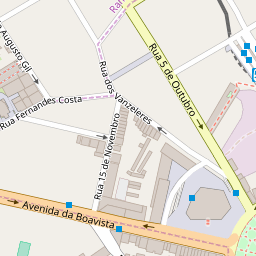 Augusto Gil
Rua 5 de Outubro
Rua dos Vanzeleres
Rua Fernandes Costa
Rua 15 de Novembro
Avenida da Boavista